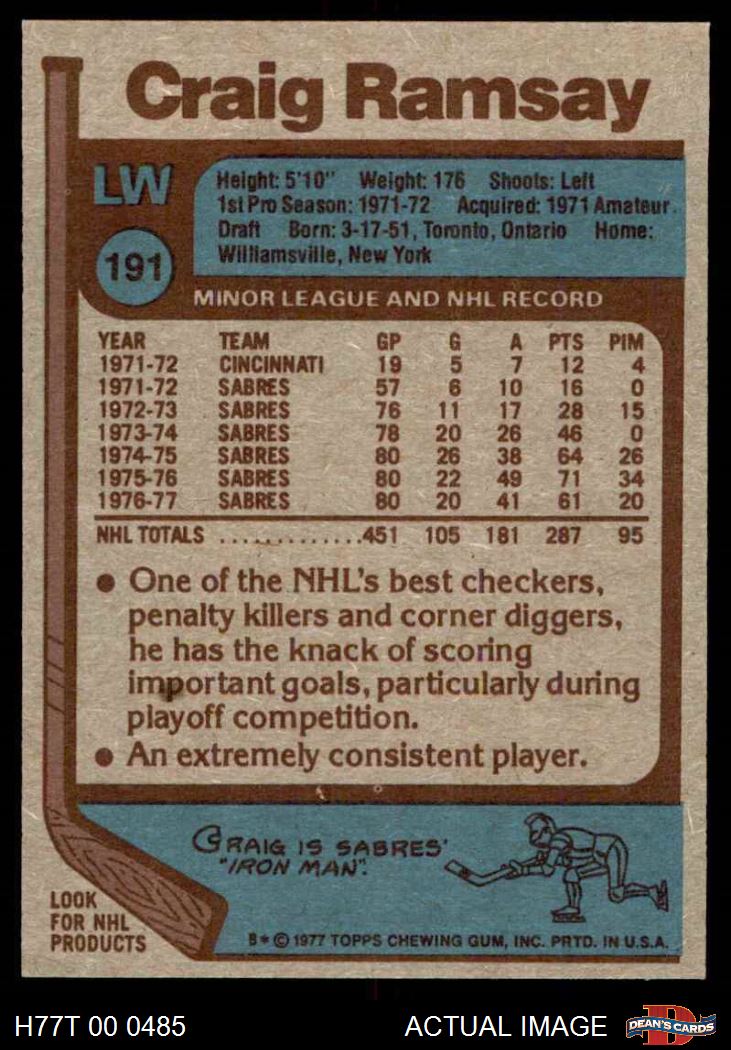 Craig Ramsay
LW
191
Height: 5'10" Weight: 176 Shoots: Left
1st Pro Season: 1971-72 Acquired: 1971 Amateur
Draft Born: 3-17-51, Toronto, Ontario Home:
Williamsville, New York
MINOR LEAGUE AND NHL RECORD
YEAR TEAM GP G A PTS PIM
1971-72 CINCINNATI 19 5 7 12 4
1971-72 SABRES 57 6 10 16 0
1972-73 SABRES 76 11 17 28 15
1973-74 SABRES 78 20 26 46 0
1974-75 SABRES 80 26 38 64 26
1975-76 SABRES 80 22 49 71 34
1976-77 SABRES 80 20 41 61 20
NHL TOTALS .............451 105 181 287 95
● One of the NHL's best checkers,
penalty killers and corner diggers,
he has the knack of scoring
important goals, particularly during
playoff competition.
● An extremely consistent player.
CRAIG IS SABRES'
"IRON MAN".
LOOK
FOR NHL
PRODUCTS
B* © 1977 TOPPS CHEWING GUM, INC. PRTD. IN U.S.A.
H77T 00 0485 ACTUAL IMAGE
D
DEAN'S CARDS